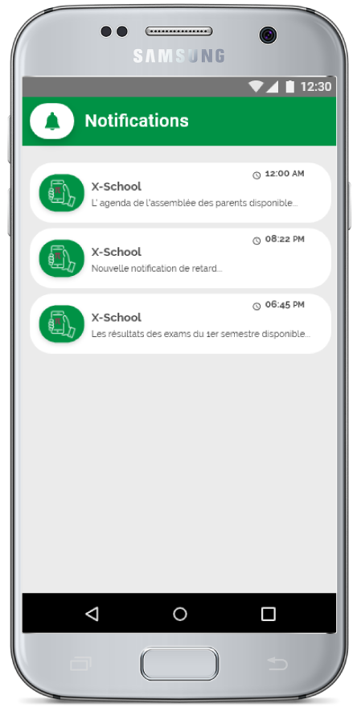 SAMSUNG
12:30
Notifications
12:00 AM
X-School
L' agenda de l'assemblée des parents disponible...
08:22 PM
X-School
Nouvelle notification de retard...
06:45 PM
X-School
Les résultats des exams du 1er semestre disponible...